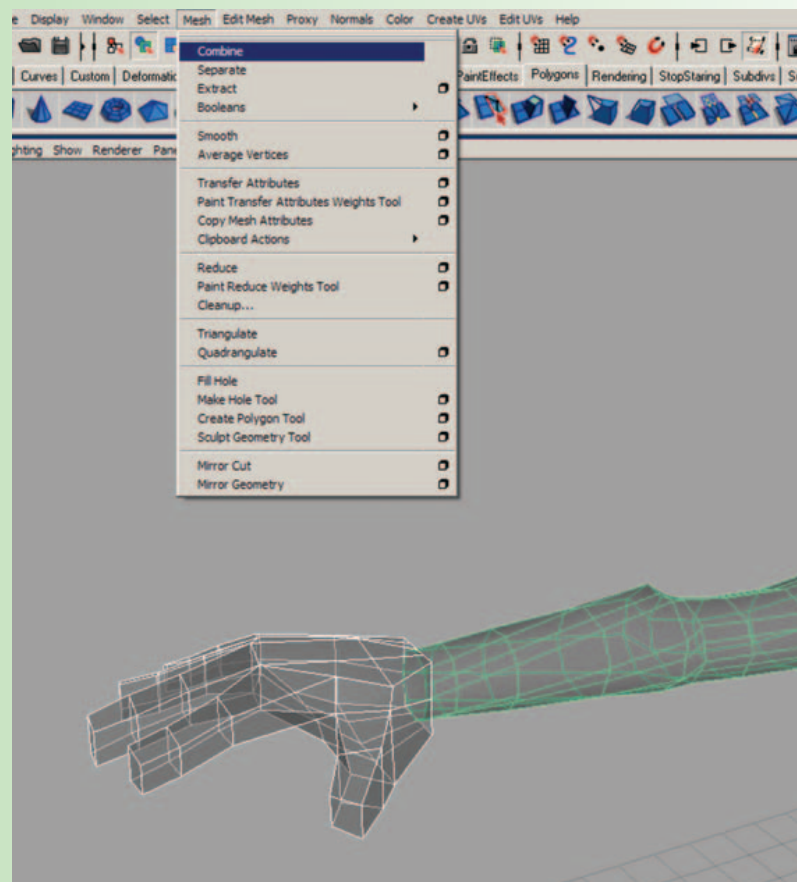 Display Window Select Mesh Edit Mesh Proxy Normals Color Create UVs Edit UVs Help
Curves Custom PaintEffects Polygons Rendering StopStaring Subdivs
Show Renderer
Combine
Separate
Extract
Booleans
Smooth
Average Vertices
Transfer Attributes
Paint Transfer Attributes Weights Tool
Copy Mesh Attributes
Clipboard Actions
Reduce
Paint Reduce Weights Tool
Cleanup...
Triangulate
Quadrangulate
Fill Hole
Make Hole Tool
Create Polygon Tool
Sculpt Geometry Tool
Mirror Cut
Mirror Geometry